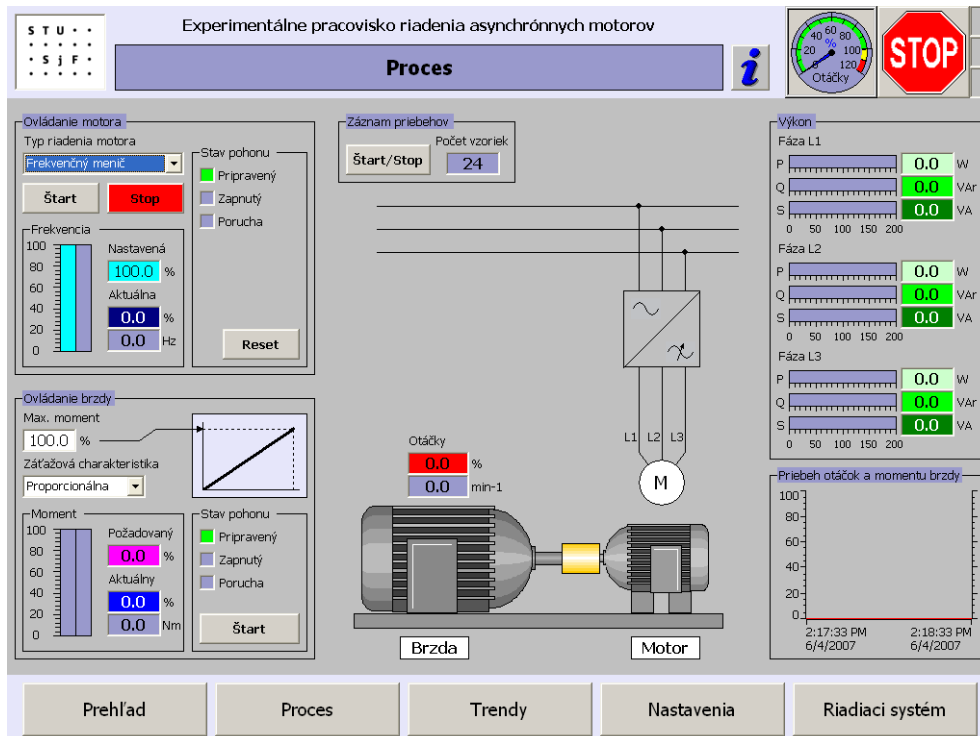 S T U
S j F
Experimentálne pracovisko riadenia asynchrónnych motorov
Proces
i
0 20 40 60 80 100 120
%
Otáčky
STOP
Ovládanie motora
Typ riadenia motora
Frekvenčný menič
Štart
Stop
Frekvencia
100
80
60
40
20
0
Nastavená
100.0 %
Aktuálna
0.0 %
0.0 Hz
Stav pohonu
Pripravený
Zapnutý
Porucha
Reset
Ovládanie brzdy
Max. moment
100.0 %
Záťažová charakteristika
Proporcionálna
Moment
100
80
60
40
20
0
Požadovaný
0.0 %
Aktuálny
0.0 %
0.0 Nm
Stav pohonu
Pripravený
Zapnutý
Porucha
Štart
Záznam priebehov
Štart/Stop
Počet vzoriek
24
L1 L2 L3
M
Otáčky
0.0 %
0.0 min-1
Brzda
Motor
Výkon
Fáza L1
P 0.0 W
Q 0.0 VAr
S 0.0 VA
0 50 100 150 200
Fáza L2
P 0.0 W
Q 0.0 VAr
S 0.0 VA
0 50 100 150 200
Fáza L3
P 0.0 W
Q 0.0 VAr
S 0.0 VA
0 50 100 150 200
Priebeh otáčok a momentu brzdy
100
80
60
40
20
0
2:17:33 PM 2:18:33 PM
6/4/2007 6/4/2007
Prehľad
Proces
Trendy
Nastavenia
Riadiaci systém